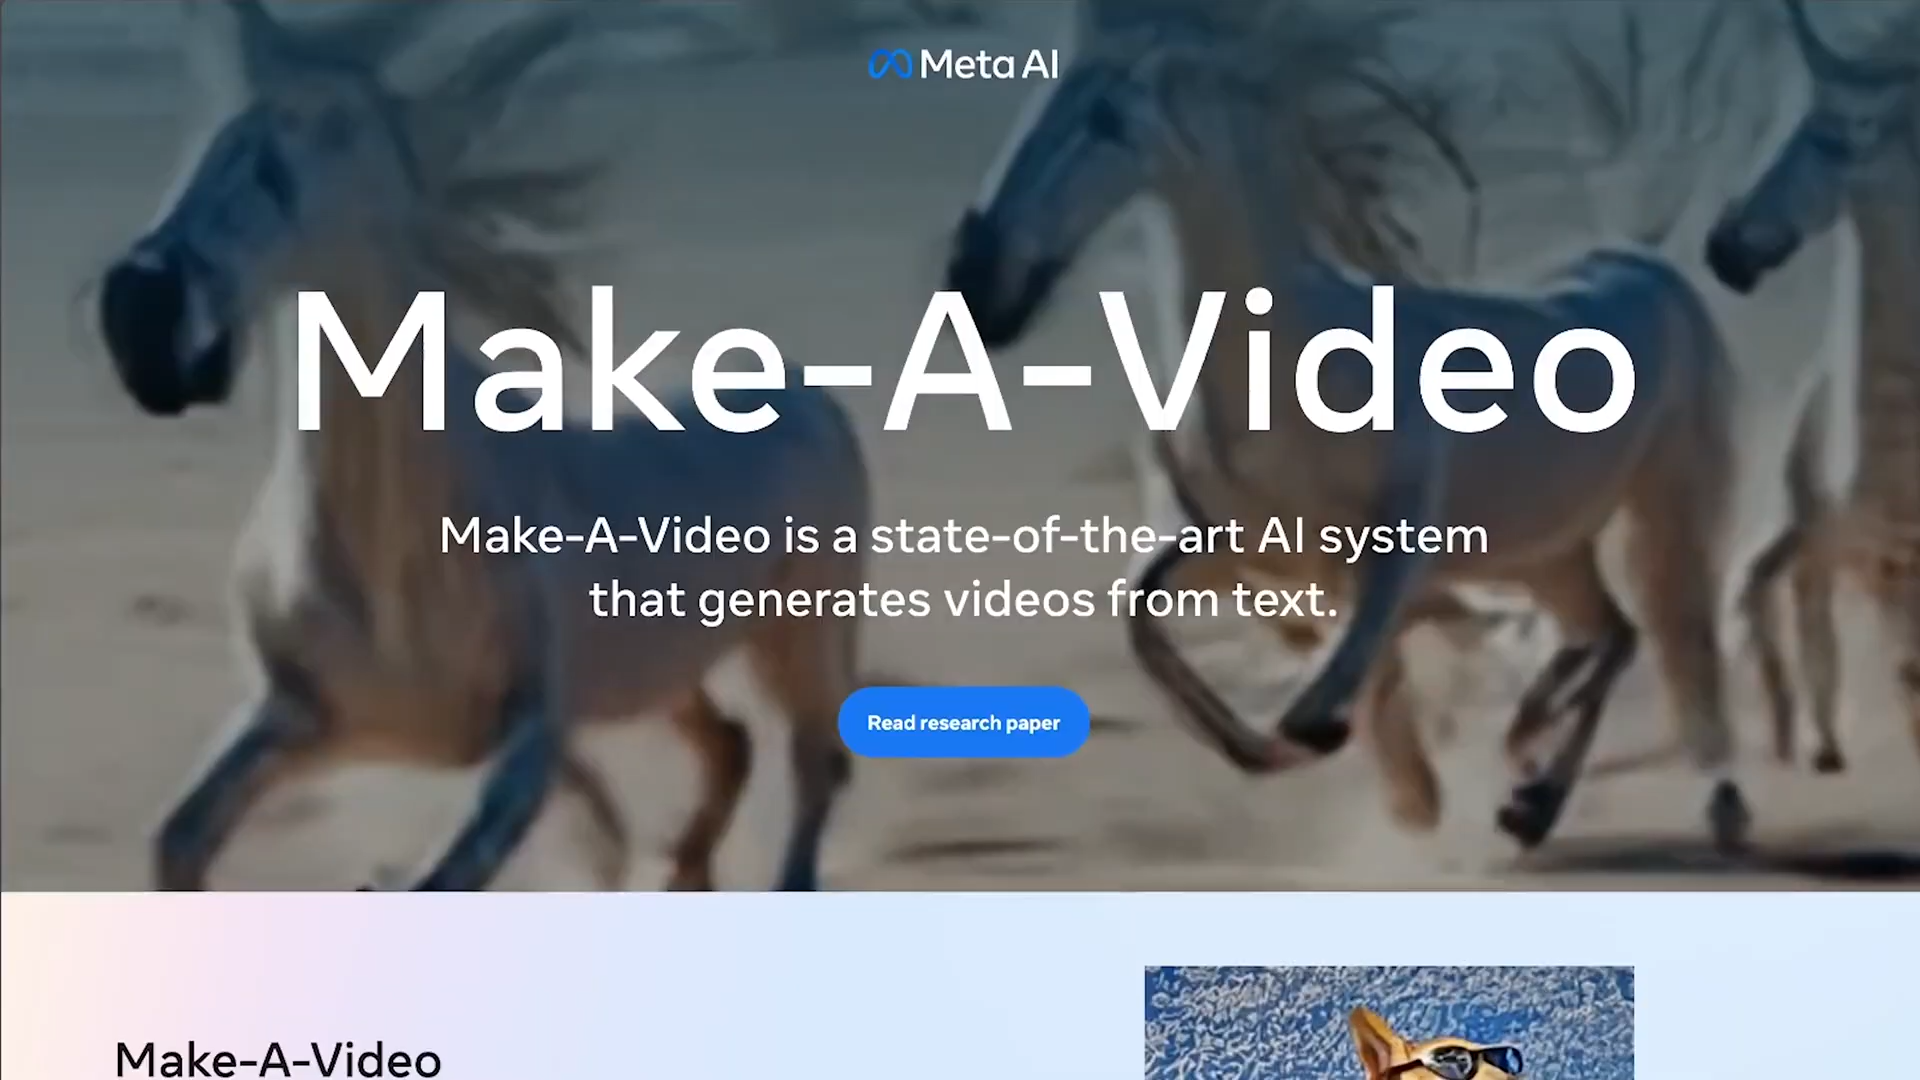 Meta AI
Make-A-Video
Make-A-Video is a state-of-the-art AI system
that generates videos from text.
Read research paper
Make-A-Video